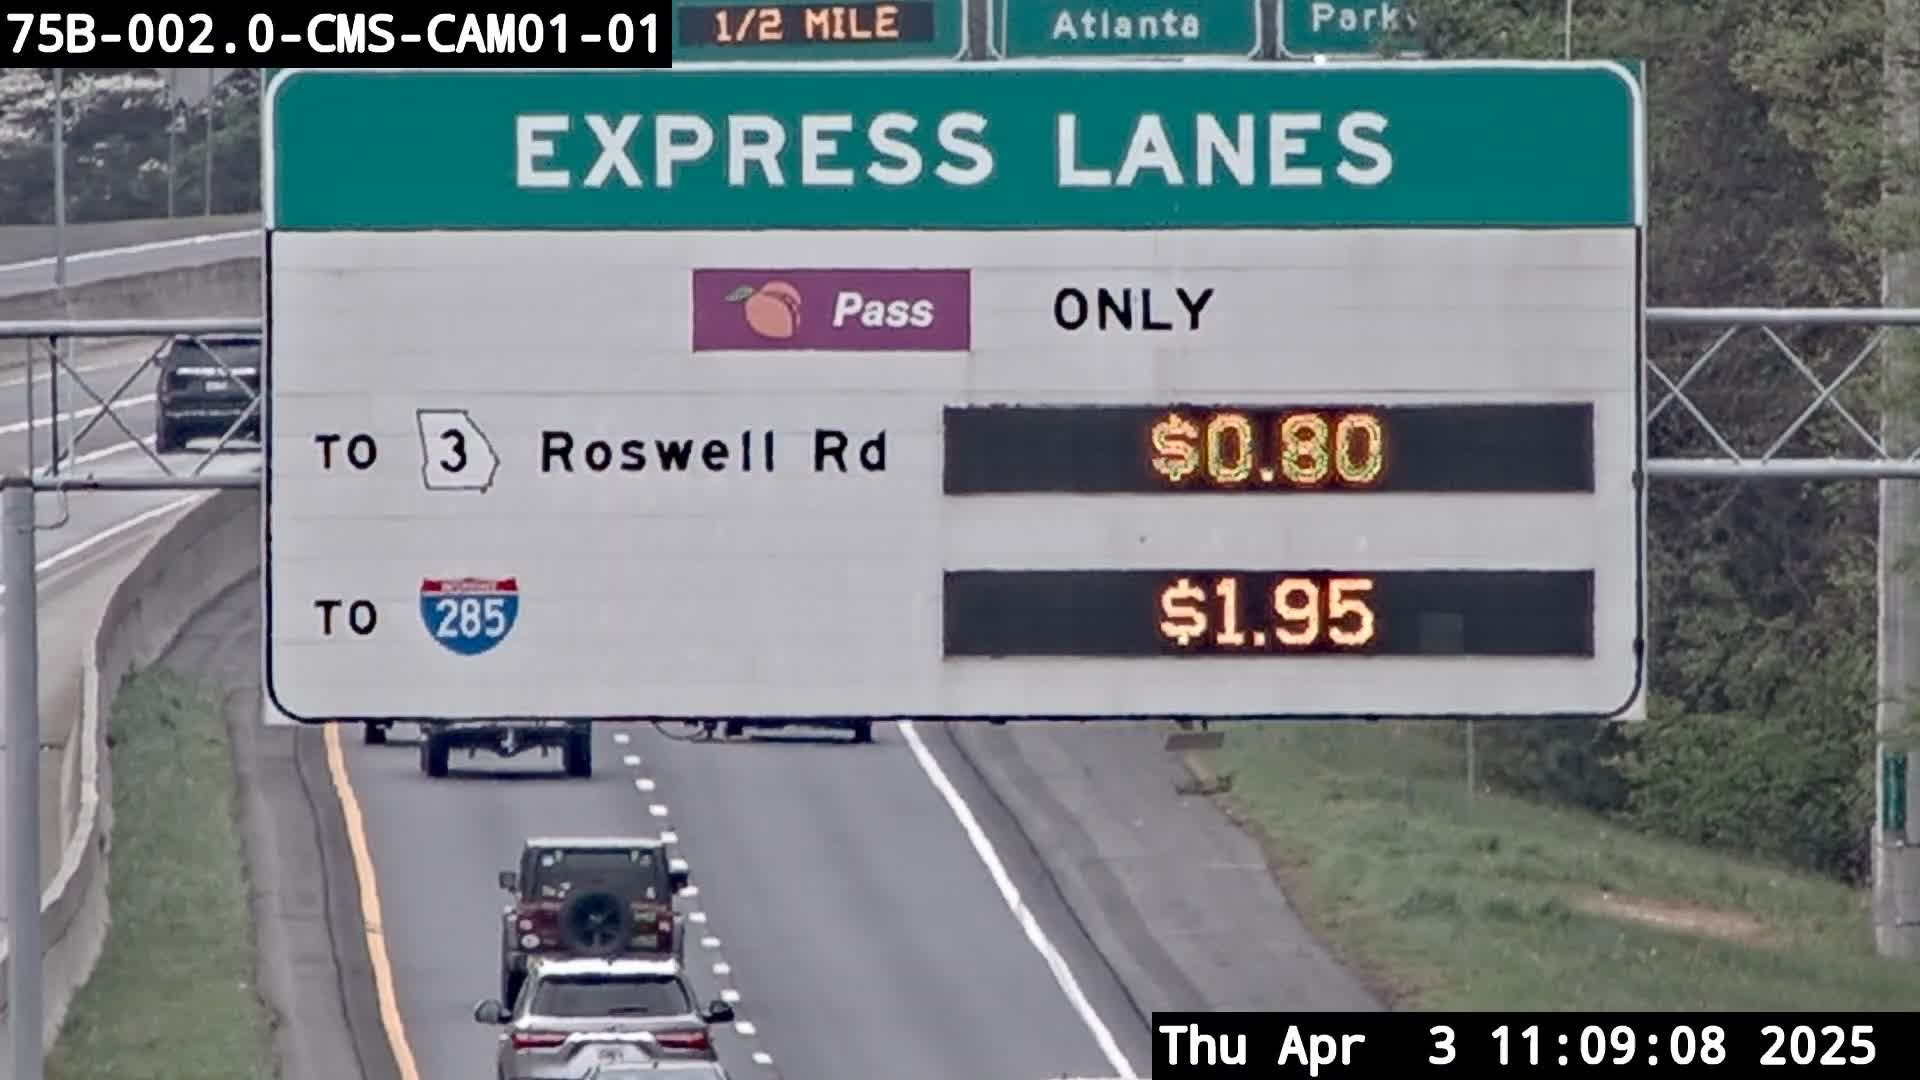 75B-002.0-CMS-CAM01-01
1/2 MILE
Atlanta
EXPRESS LANES
Pass ONLY
TO 3 Roswell Rd $0.80
TO INTERSTATE 285 $1.95
Thu Apr 3 11:09:08 2025